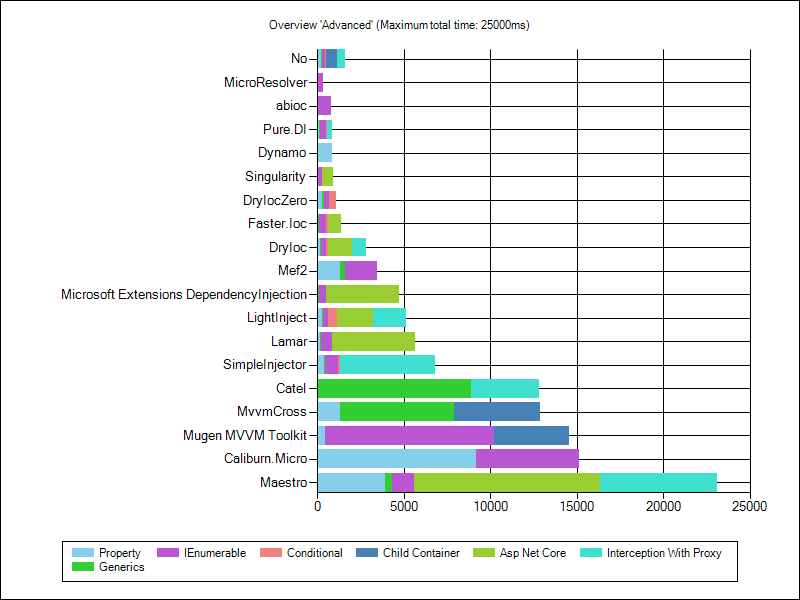 Overview 'Advanced' (Maximum total time: 25000ms)
No
MicroResolver
abioc
Pure.DI
Dynamo
Singularity
DryIocZero
Faster.Ioc
DryIoc
Mef2
Microsoft Extensions DependencyInjection
LightInject
Lamar
SimpleInjector
Catel
MvvmCross
Mugen MVVM Toolkit
Caliburn.Micro
Maestro
0 5000 10000 15000 20000 25000
Property IEnumerable Conditional Child Container Asp Net Core Interception With Proxy
Generics